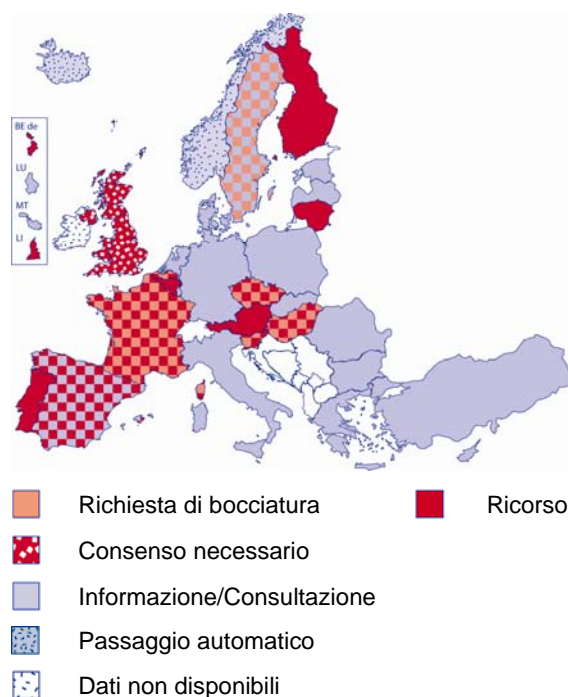 BE de
LU
MT
LI
Richiesta di bocciatura
Ricorso
Consenso necessario
Informazione/Consultazione
Passaggio automatico
Dati non disponibili